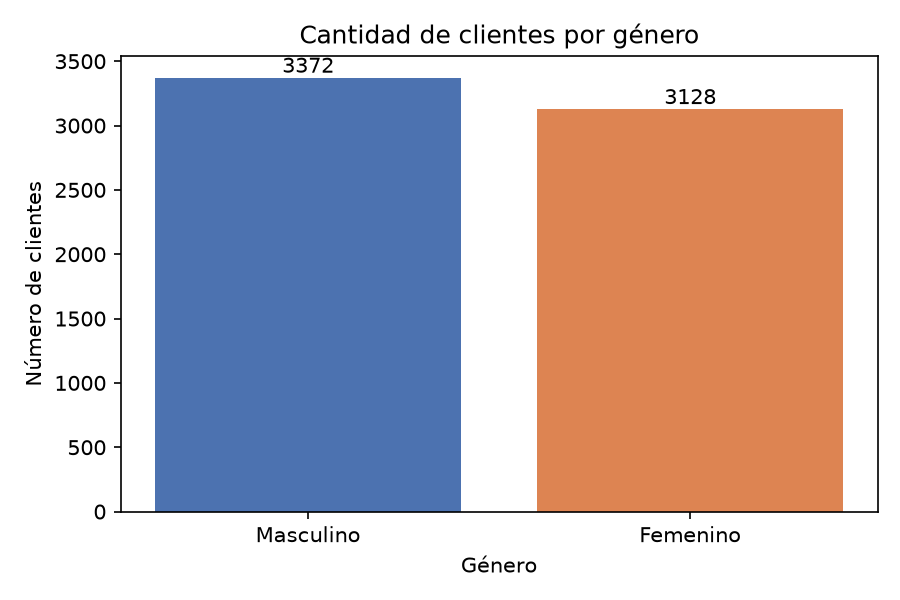 Cantidad de clientes por género
3500
3000
2500
2000
1500
1000
500
0
Número de clientes
3372
3128
Masculino
Femenino
Género